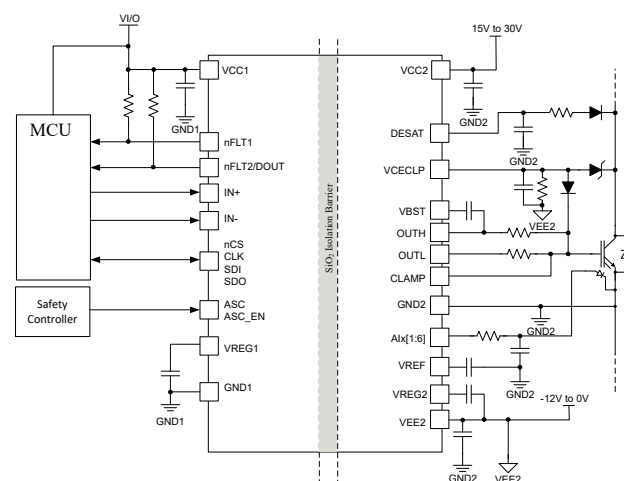 VI/O
MCU
Safety
Controller
VCC1
GND1
nFLT1
nFLT2/DOUT
IN+
IN-
nCS
CLK
SDI
SDO
ASC
ASC_EN
VREG1
GND1
GND1
SiO2 Isolation Barrier
15V to 30V
VCC2
GND2
DESAT
GND2
VCECLP
VEE2
VBST
OUTH
OUTL
CLAMP
GND2
GND2
AIx[1:6]
VREF
GND2
VREG2
-12V to 0V
VEE2
GND2
VEE2